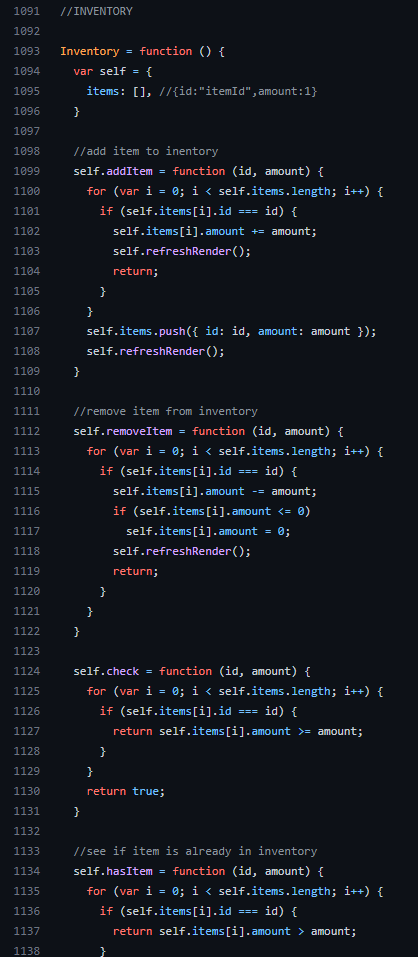 1091 //INVENTORY
1092
1093 Inventory = function () {
1094   var self = {
1095     items: [], //{id:"itemId",amount:1}
1096   }
1097
1098   //add item to inentory
1099   self.addItem = function (id, amount) {
1100     for (var i = 0; i < self.items.length; i++) {
1101       if (self.items[i].id === id) {
1102         self.items[i].amount += amount;
1103         self.refreshRender();
1104         return;
1105       }
1106     }
1107     self.items.push({ id: id, amount: amount });
1108     self.refreshRender();
1109   }
1110
1111   //remove item from inventory
1112   self.removeItem = function (id, amount) {
1113     for (var i = 0; i < self.items.length; i++) {
1114       if (self.items[i].id === id) {
1115         self.items[i].amount -= amount;
1116         if (self.items[i].amount <= 0)
1117           self.items[i].amount = 0;
1118         self.refreshRender();
1119         return;
1120       }
1121     }
1122   }
1123
1124   self.check = function (id, amount) {
1125     for (var i = 0; i < self.items.length; i++) {
1126       if (self.items[i].id === id) {
1127         return self.items[i].amount >= amount;
1128       }
1129     }
1130     return true;
1131   }
1132
1133   //see if item is already in inventory
1134   self.hasItem = function (id, amount) {
1135     for (var i = 0; i < self.items.length; i++) {
1136       if (self.items[i].id === id) {
1137         return self.items[i].amount > amount;
1138       }